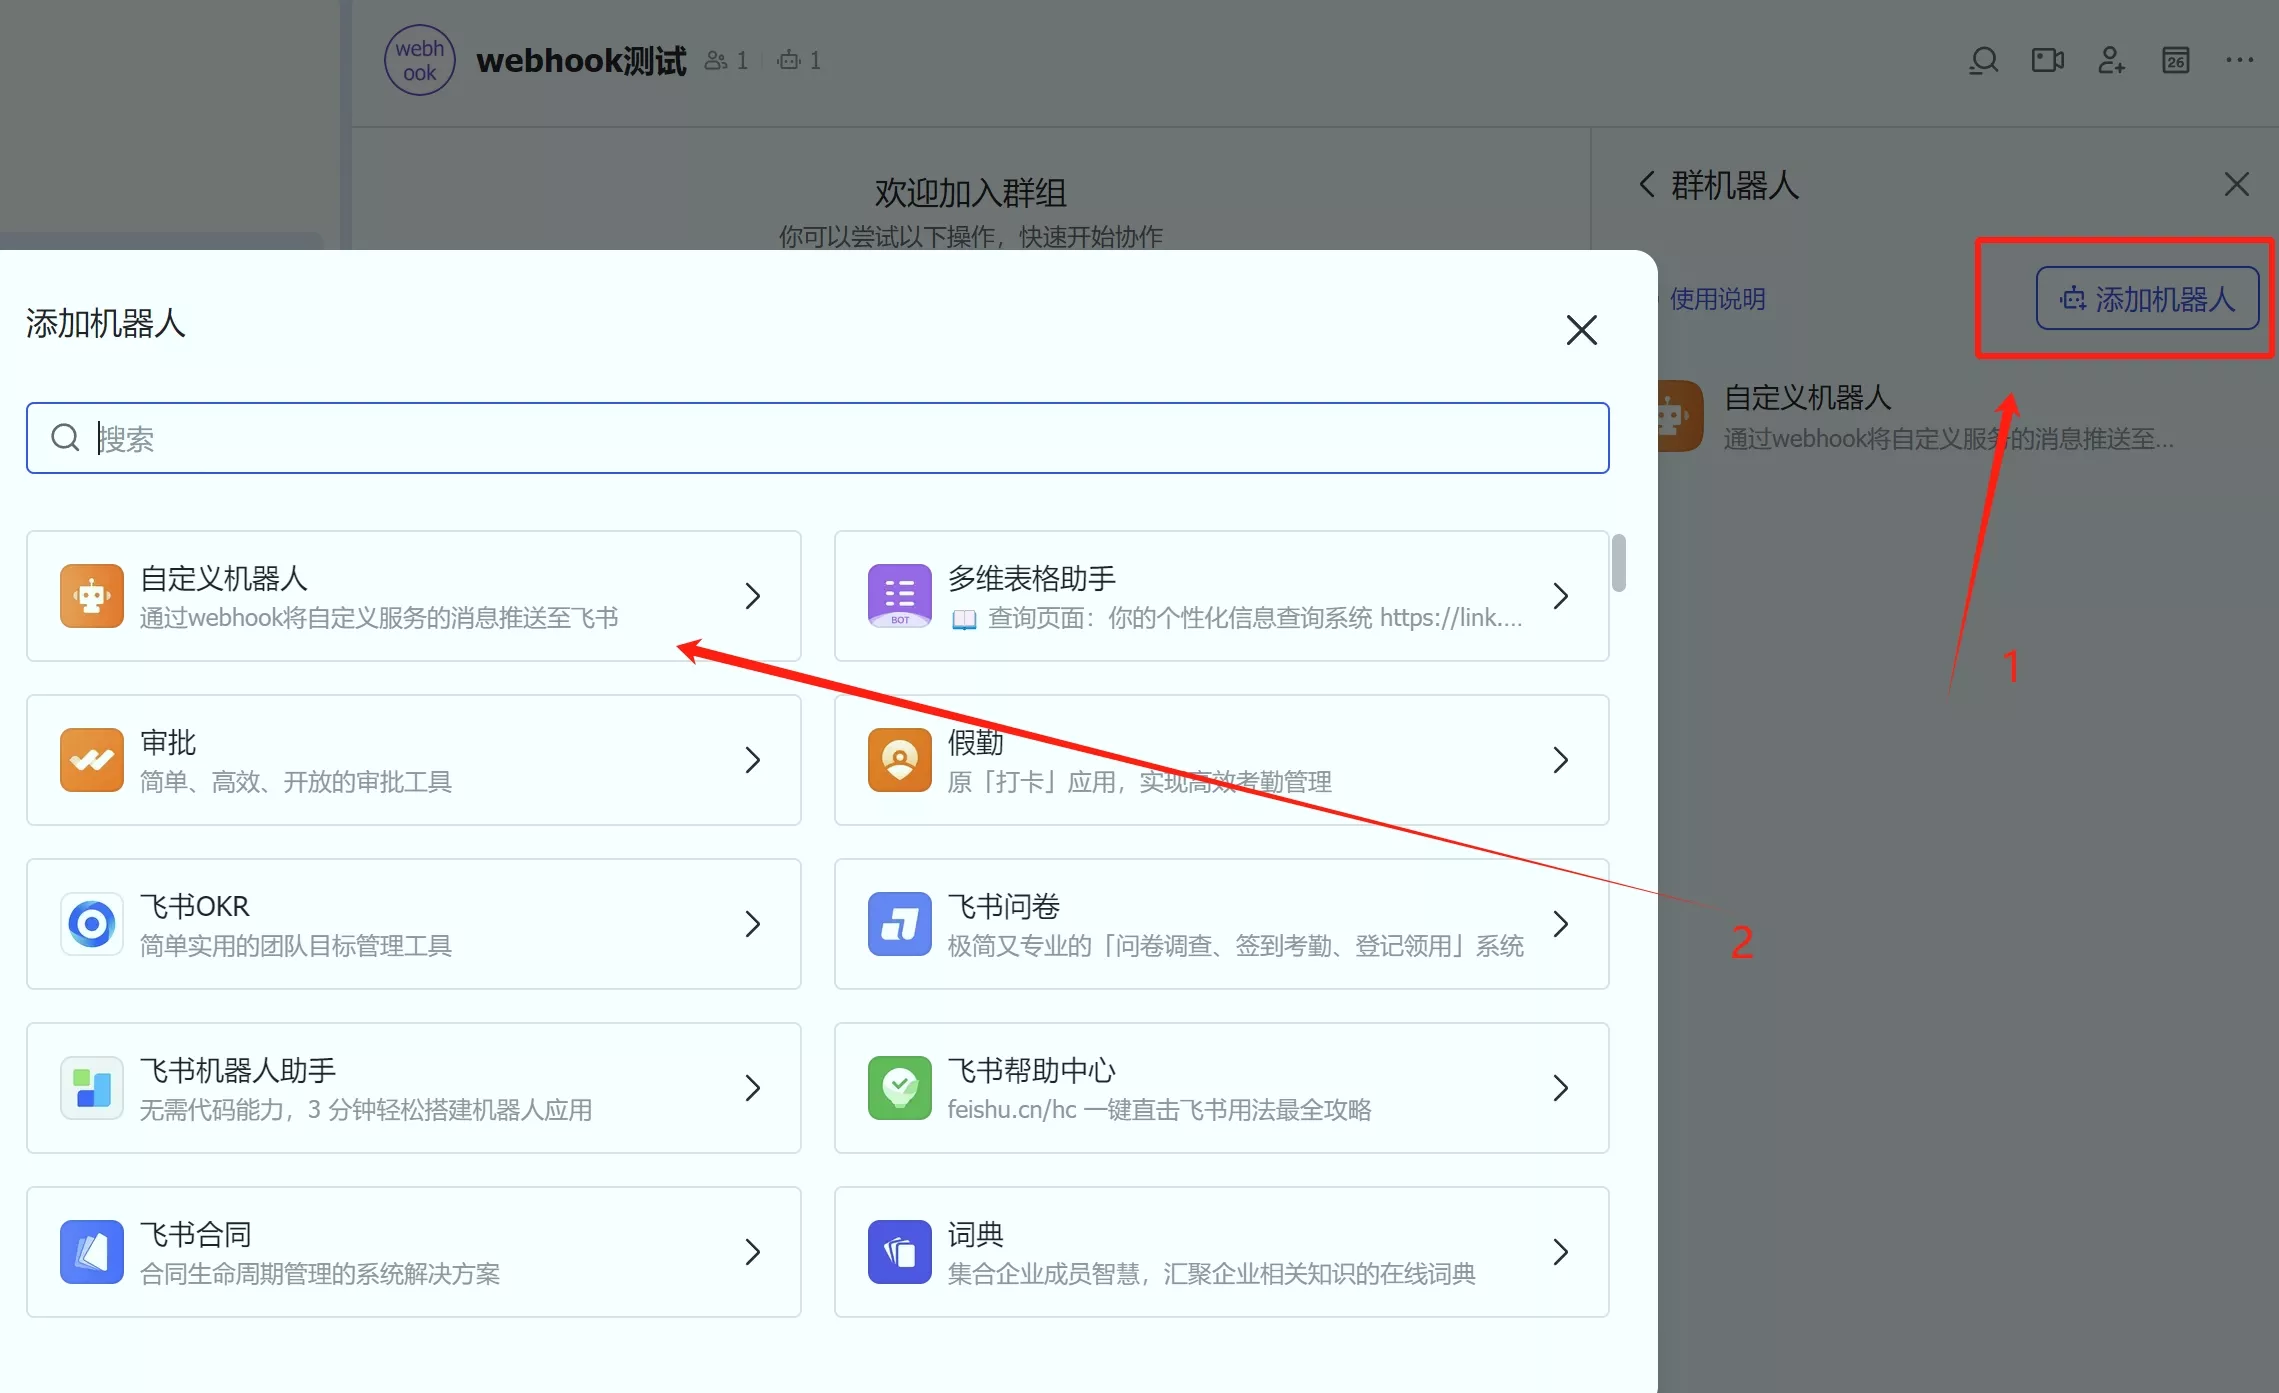 webh
ook
webhook测试
1
1
26
欢迎加入群组
你可以尝试以下操作，快速开始协作
群机器人
使用说明
添加机器人
自定义机器人
通过webhook将自定义服务的消息推送至...
1
2
添加机器人
搜索
自定义机器人
通过webhook将自定义服务的消息推送至飞书
多维表格助手
BOT
📖 查询页面：你的个性化信息查询系统 https://link....
审批
简单、高效、开放的审批工具
假勤
原「打卡」应用，实现高效考勤管理
飞书OKR
简单实用的团队目标管理工具
飞书问卷
极简又专业的「问卷调查、签到考勤、登记领用」系统
飞书机器人助手
无需代码能力，3 分钟轻松搭建机器人应用
飞书帮助中心
feishu.cn/hc 一键直击飞书用法最全攻略
飞书合同
合同生命周期管理的系统解决方案
词典
集合企业成员智慧，汇聚企业相关知识的在线词典